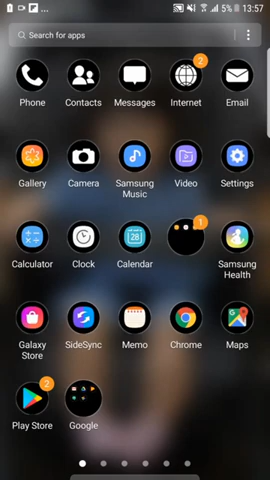 ... 5% 13:57
Search for apps
2
Phone Contacts Messages Internet Email
Gallery Camera Samsung Music Video Settings
28
1
Calculator Clock Calendar Samsung Health
Galaxy Store SideSync Memo Chrome Maps
2
Play Store Google